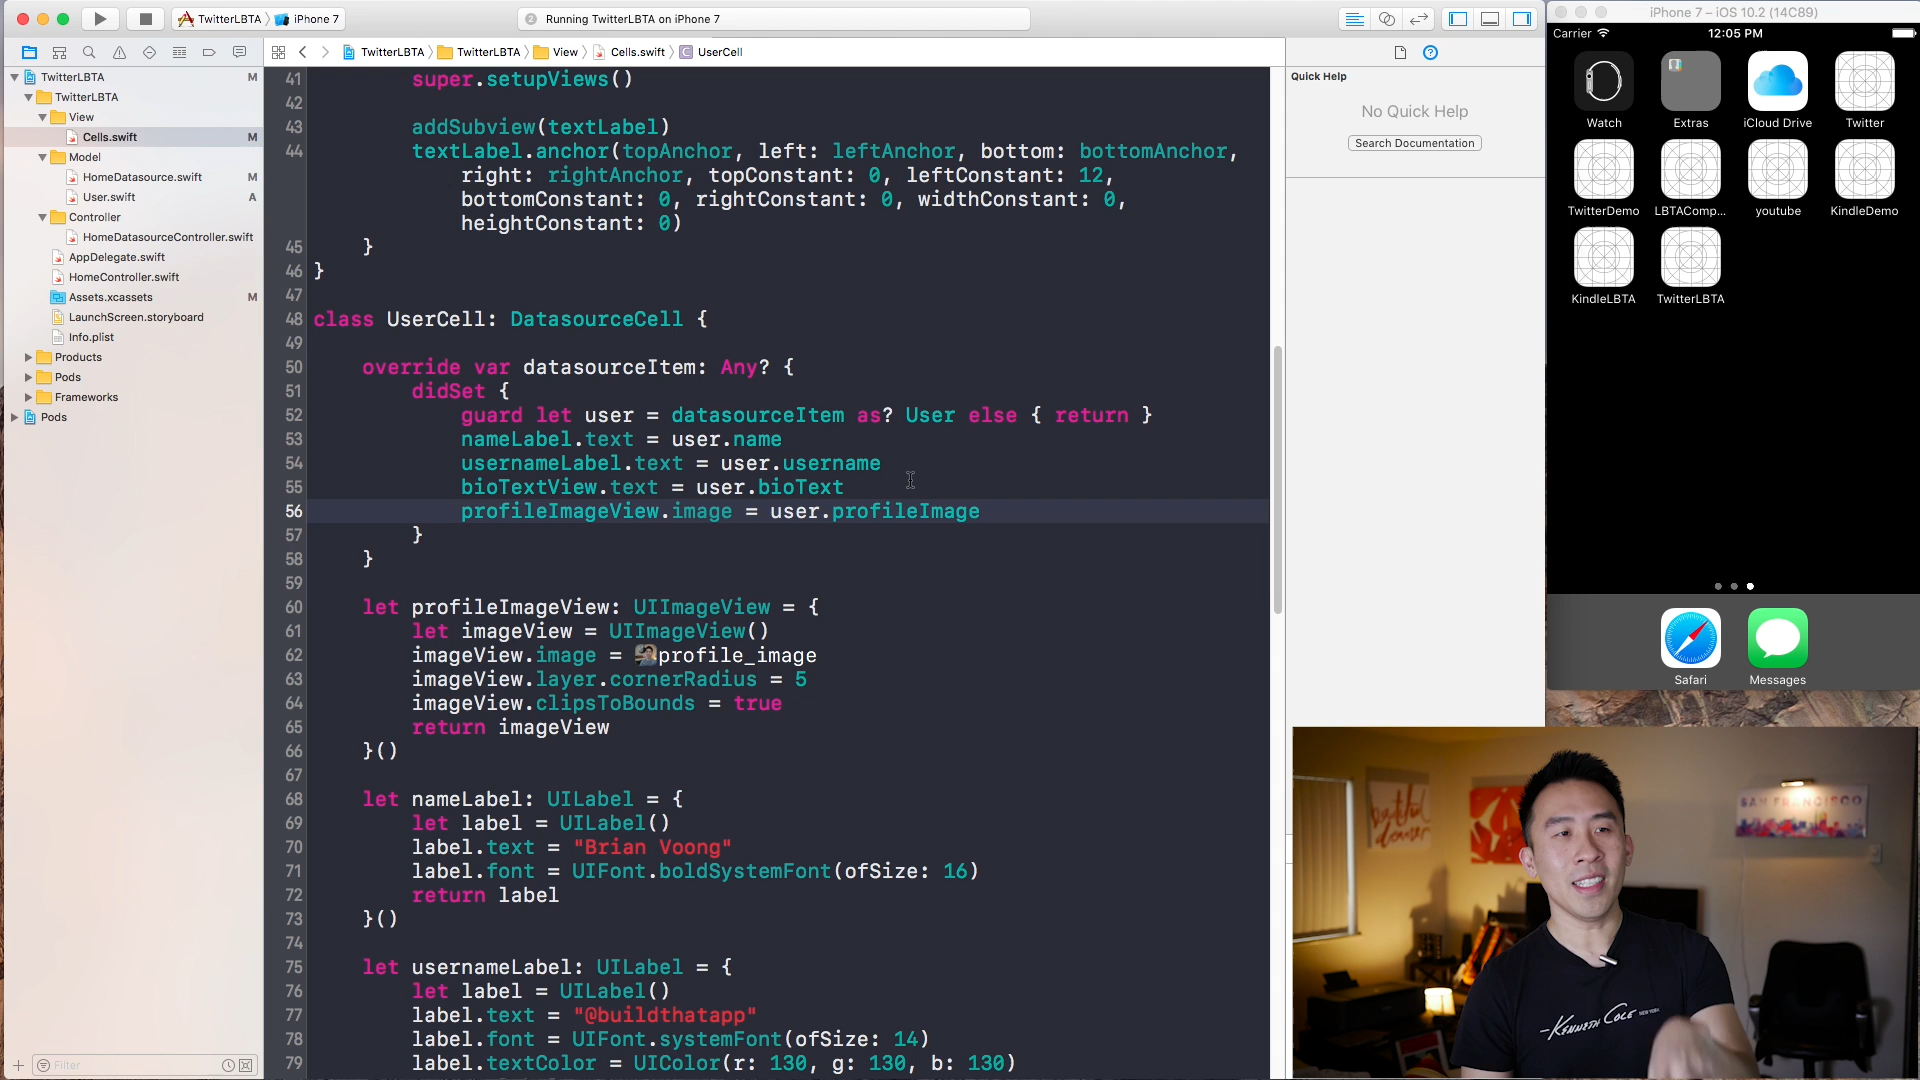 TwitterLBTA
iPhone 7
2 Running TwitterLBTA on iPhone 7
iPhone 7 – iOS 10.2 (14C89)
Carrier
12:05 PM
TwitterLBTA
TwitterLBTA
View
Cells.swift
UserCell
TwitterLBTA M
TwitterLBTA
View
Cells.swift M
Model
HomeDatasource.swift M
User.swift A
Controller
HomeDatasourceController.swift
AppDelegate.swift
HomeController.swift
Assets.xcassets M
LaunchScreen.storyboard
Info.plist
Products
Pods
Frameworks
Pods
Filter
41 super.setupViews()
42
43 addSubview(textLabel)
44 textLabel.anchor(topAnchor, left: leftAnchor, bottom: bottomAnchor,
right: rightAnchor, topConstant: 0, leftConstant: 12,
bottomConstant: 0, rightConstant: 0, widthConstant: 0,
heightConstant: 0)
45 }
46 }
47
48 class UserCell: DatasourceCell {
49
50 override var datasourceItem: Any? {
51 didSet {
52 guard let user = datasourceItem as? User else { return }
53 nameLabel.text = user.name
54 usernameLabel.text = user.username
55 bioTextView.text = user.bioText
56 profileImageView.image = user.profileImage
57 }
58 }
59
60 let profileImageView: UIImageView = {
61 let imageView = UIImageView()
62 imageView.image = profile_image
63 imageView.layer.cornerRadius = 5
64 imageView.clipsToBounds = true
65 return imageView
66 }()
67
68 let nameLabel: UILabel = {
69 let label = UILabel()
70 label.text = "Brian Voong"
71 label.font = UIFont.boldSystemFont(ofSize: 16)
72 return label
73 }()
74
75 let usernameLabel: UILabel = {
76 let label = UILabel()
77 label.text = "@buildthatapp"
78 label.font = UIFont.systemFont(ofSize: 14)
79 label.textColor = UIColor(r: 130, g: 130, b: 130)
Quick Help
No Quick Help
Search Documentation
Watch
Extras
iCloud Drive
Twitter
TwitterDemo
LBTAComp...
youtube
KindleDemo
KindleLBTA
TwitterLBTA
Safari
Messages
SAN FRANCISCO
KENNETH COLE NEW YORK